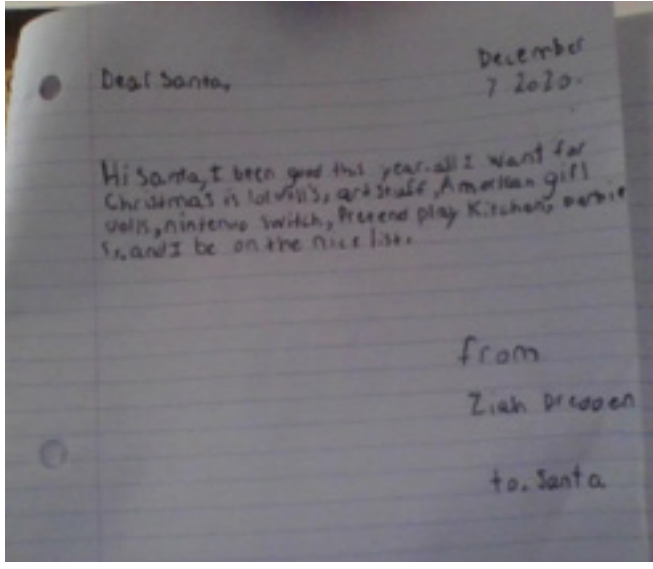 Dear Santa,
December
7 2020.
Hi Santa, I been good this year. all I want for
Christmas is lol dolls, art stuff, American girl
dolls, nintendo switch, Pretend play Kitchen, barbie
s, and I be on the nice list.
from
Ziah
to. Santa